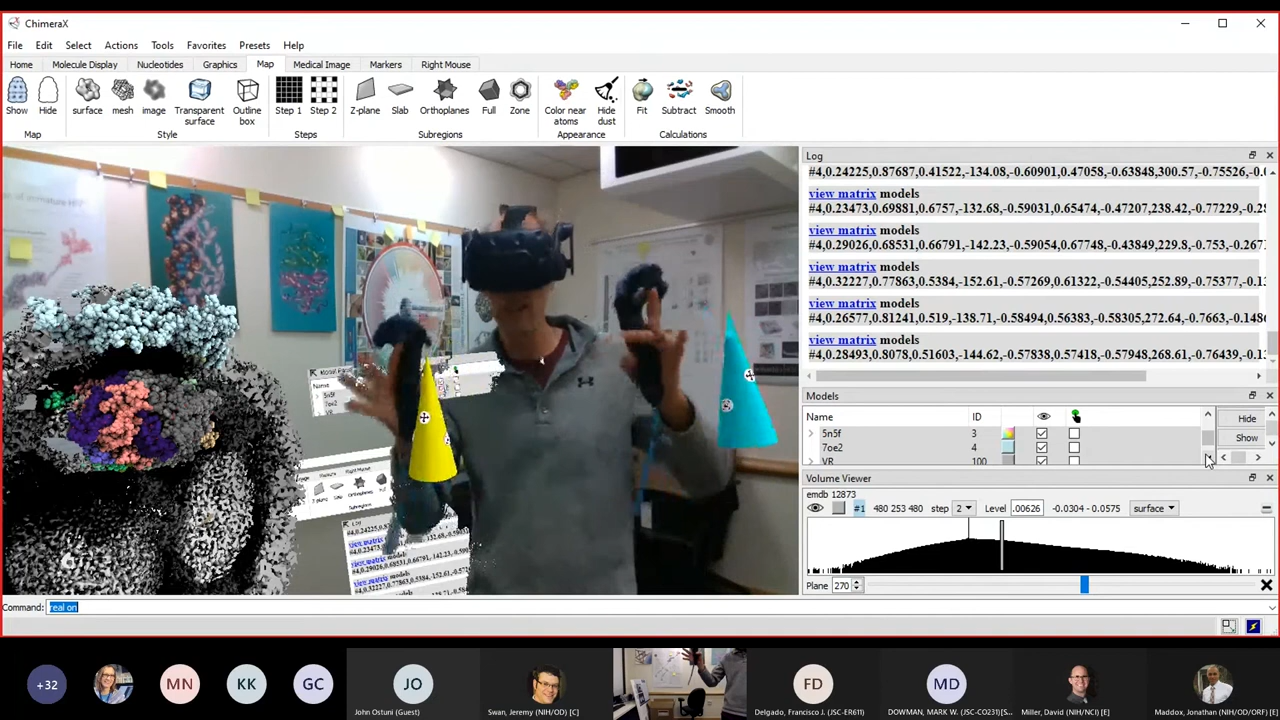 ChimeraX
File Edit Select Actions Tools Favorites Presets Help
Home Molecule Display Nucleotides Graphics Map Medical Image Markers Right Mouse
Show Hide surface mesh image Transparent surface Outline box Step 1 Step 2 Z-plane Slab Orthoplanes Full Zone Color near atoms Hide dust Fit Subtract Smooth
Map Style Steps Subregions Appearance Calculations
Log
#4,0.24225,0.87687,0.41522,-134.08,-0.60901,0.47058,-0.63848,300.57,-0.75526,-0.
view matrix models
#4,0.23473,0.69881,0.6757,-132.68,-0.59031,0.65474,-0.47207,238.42,-0.77229,-0.28
view matrix models
#4,0.29026,0.68531,0.66791,-142.23,-0.59054,0.67748,-0.43849,229.8,-0.753,-0.267
view matrix models
#4,0.32227,0.77863,0.5384,-152.61,-0.57269,0.61322,-0.54405,252.89,-0.75377,-0.1
view matrix models
#4,0.26577,0.81241,0.519,-138.71,-0.58494,0.56383,-0.58305,272.64,-0.7663,-0.148
view matrix models
#4,0.28493,0.8078,0.51603,-144.62,-0.57838,0.57418,-0.57948,268.61,-0.76439,-0.1
Models
Name ID
5n5f 3
7oe2 4
VR 100
Hide
Show
Volume Viewer
emdb 12873
#1 480 253 480 step 2 Level .00626 -0.0304 - 0.0575 surface
Plane 270
Command: real on
+32 MN KK GC JO FD MD
John Ostuni (Guest) Swan, Jeremy (NIH/OD) [C] Delgado, Francisco J. (JSC-ER611) DOWMAN, MARK W. (JSC-CO231)[S... Miller, David (NIH/NCI) [E] Maddox, Jonathan (NIH/OD/ORF) [E]